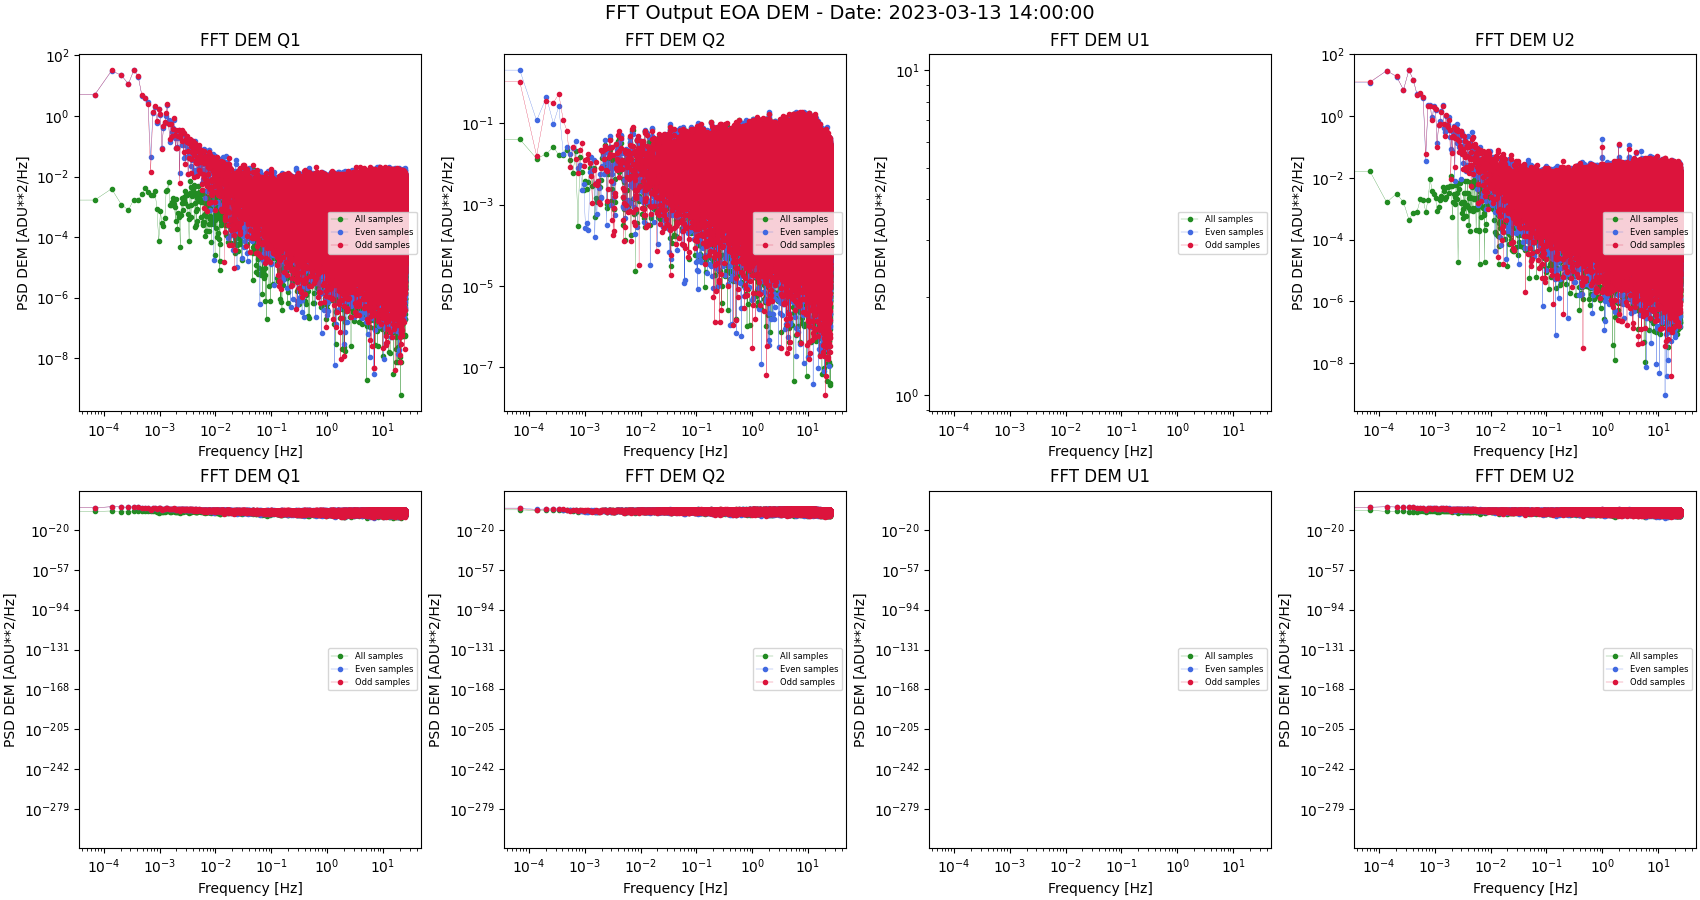 FFT Output EOA DEM - Date: 2023-03-13 14:00:00
FFT DEM Q1
PSD DEM [ADU**2/Hz]
10^2
10^0
10^-2
10^-4
10^-6
10^-8
All samples
Even samples
Odd samples
10^-4 10^-3 10^-2 10^-1 10^0 10^1
Frequency [Hz]
FFT DEM Q2
PSD DEM [ADU**2/Hz]
10^-1
10^-3
10^-5
10^-7
All samples
Even samples
Odd samples
10^-4 10^-3 10^-2 10^-1 10^0 10^1
Frequency [Hz]
FFT DEM U1
PSD DEM [ADU**2/Hz]
10^1
10^0
All samples
Even samples
Odd samples
10^-4 10^-3 10^-2 10^-1 10^0 10^1
Frequency [Hz]
FFT DEM U2
PSD DEM [ADU**2/Hz]
10^2
10^0
10^-2
10^-4
10^-6
10^-8
All samples
Even samples
Odd samples
10^-4 10^-3 10^-2 10^-1 10^0 10^1
Frequency [Hz]
FFT DEM Q1
PSD DEM [ADU**2/Hz]
10^-20
10^-57
10^-94
10^-131
10^-168
10^-205
10^-242
10^-279
All samples
Even samples
Odd samples
10^-4 10^-3 10^-2 10^-1 10^0 10^1
Frequency [Hz]
FFT DEM Q2
PSD DEM [ADU**2/Hz]
10^-20
10^-57
10^-94
10^-131
10^-168
10^-205
10^-242
10^-279
All samples
Even samples
Odd samples
10^-4 10^-3 10^-2 10^-1 10^0 10^1
Frequency [Hz]
FFT DEM U1
PSD DEM [ADU**2/Hz]
10^-20
10^-57
10^-94
10^-131
10^-168
10^-205
10^-242
10^-279
All samples
Even samples
Odd samples
10^-4 10^-3 10^-2 10^-1 10^0 10^1
Frequency [Hz]
FFT DEM U2
PSD DEM [ADU**2/Hz]
10^-20
10^-57
10^-94
10^-131
10^-168
10^-205
10^-242
10^-279
All samples
Even samples
Odd samples
10^-4 10^-3 10^-2 10^-1 10^0 10^1
Frequency [Hz]